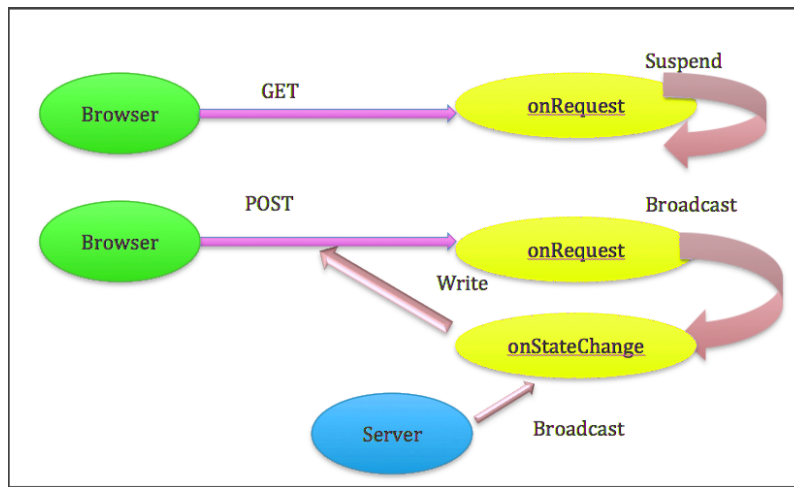 Suspend
GET
Browser
onRequest
POST
Broadcast
Browser
onRequest
Write
onStateChange
Server
Broadcast